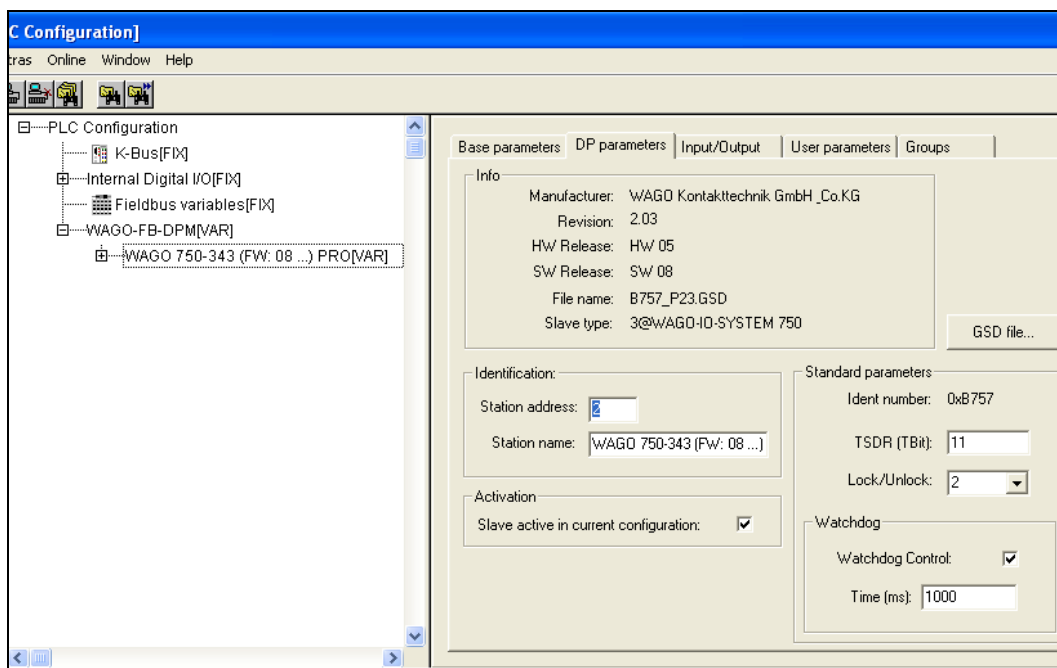 C Configuration]
tras Online Window Help
PLC Configuration
K-Bus[FIX]
Internal Digital I/O[FIX]
Fieldbus variables[FIX]
WAGO-FB-DPM[VAR]
WAGO 750-343 (FW: 08 ...) PRO[VAR]
Base parameters DP parameters Input/Output User parameters Groups
Info
Manufacturer: WAGO Kontakttechnik GmbH _Co.KG
Revision: 2.03
HW Release: HW 05
SW Release: SW 08
File name: B757_P23.GSD
Slave type: 3@WAGO-IO-SYSTEM 750
GSD file...
Identification:
Station address: 2
Station name: WAGO 750-343 (FW: 08 ...)
Activation
Slave active in current configuration:
Standard parameters
Ident number: 0xB757
TSDR (TBit): 11
Lock/Unlock: 2
Watchdog
Watchdog Control:
Time (ms): 1000